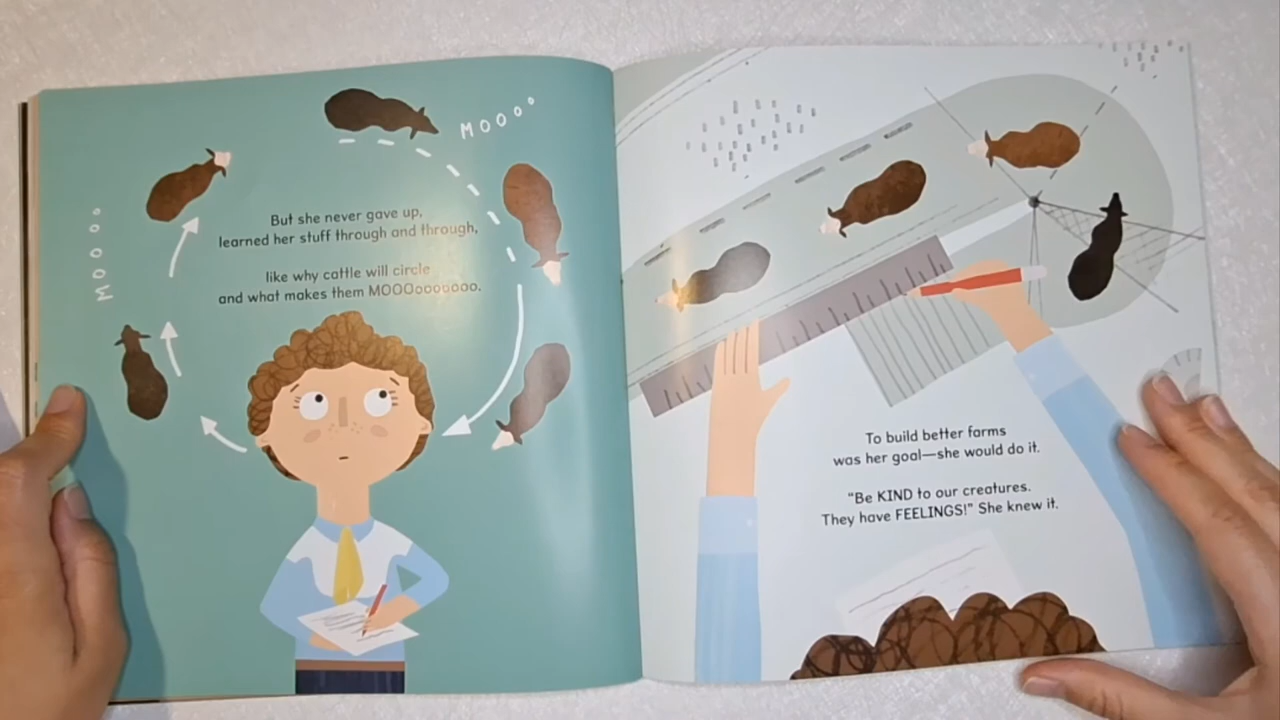 MOOOO
MOOOO
But she never gave up,
learned her stuff through and through,
like why cattle will circle
and what makes them MOOOooooooo.
To build better farms
was her goal—she would do it.
"Be KIND to our creatures.
They have FEELINGS!" She knew it.